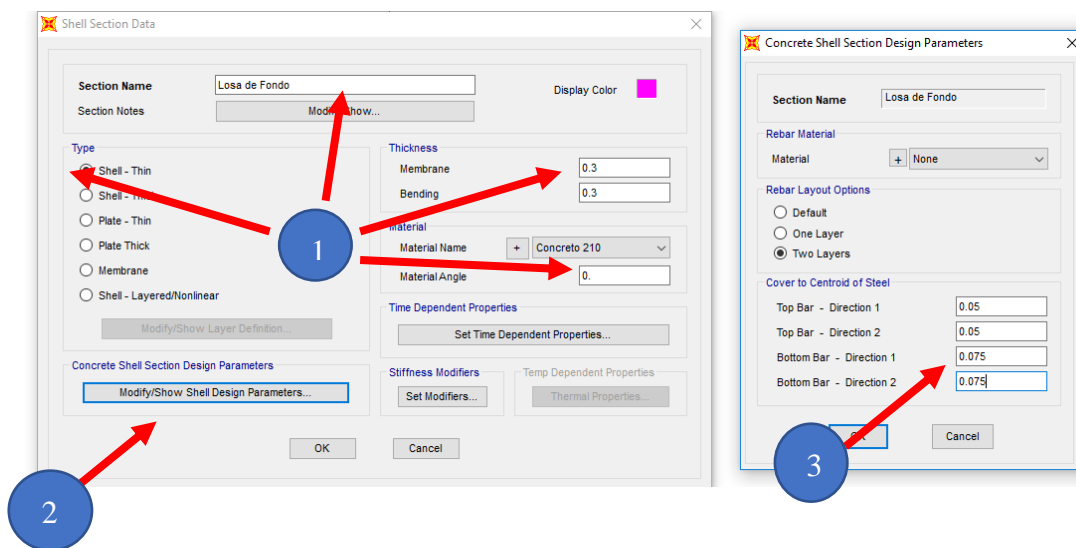 Shell Section Data
Section Name
Losa de Fondo
Display Color
Section Notes
Modify/Show...
Type
Shell - Thin
Shell - Thick
Plate - Thin
Plate Thick
Membrane
Shell - Layered/Nonlinear
Modify/Show Layer Definition...
Thickness
Membrane
0.3
Bending
0.3
Material
Material Name
+
Concreto 210
Material Angle
0.
Time Dependent Properties
Set Time Dependent Properties...
Concrete Shell Section Design Parameters
Modify/Show Shell Design Parameters...
Stiffness Modifiers
Set Modifiers...
Temp Dependent Properties
Thermal Properties...
OK
Cancel
1
2
Concrete Shell Section Design Parameters
Section Name
Losa de Fondo
Rebar Material
Material
+
None
Rebar Layout Options
Default
One Layer
Two Layers
Cover to Centroid of Steel
Top Bar - Direction 1
0.05
Top Bar - Direction 2
0.05
Bottom Bar - Direction 1
0.075
Bottom Bar - Direction 2
0.075
OK
Cancel
3